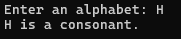 Enter an alphabet: H
H is a consonant.